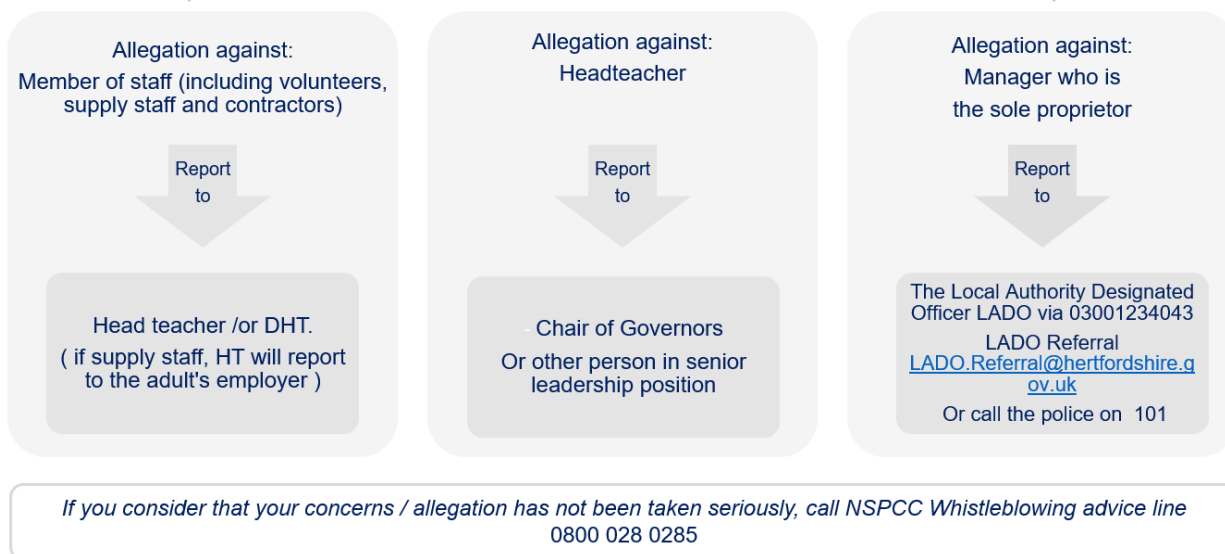 Allegation against:
Member of staff (including volunteers,
supply staff and contractors)
Report
to
Head teacher /or DHT.
( if supply staff, HT will report
to the adult's employer )
Allegation against:
Headteacher
Report
to
- Chair of Governors
Or other person in senior
leadership position
Allegation against:
Manager who is
the sole proprietor
Report
to
The Local Authority Designated
Officer LADO via 03001234043
LADO Referral
LADO.Referral@hertfordshire.g
ov.uk
Or call the police on 101
If you consider that your concerns / allegation has not been taken seriously, call NSPCC Whistleblowing advice line
0800 028 0285